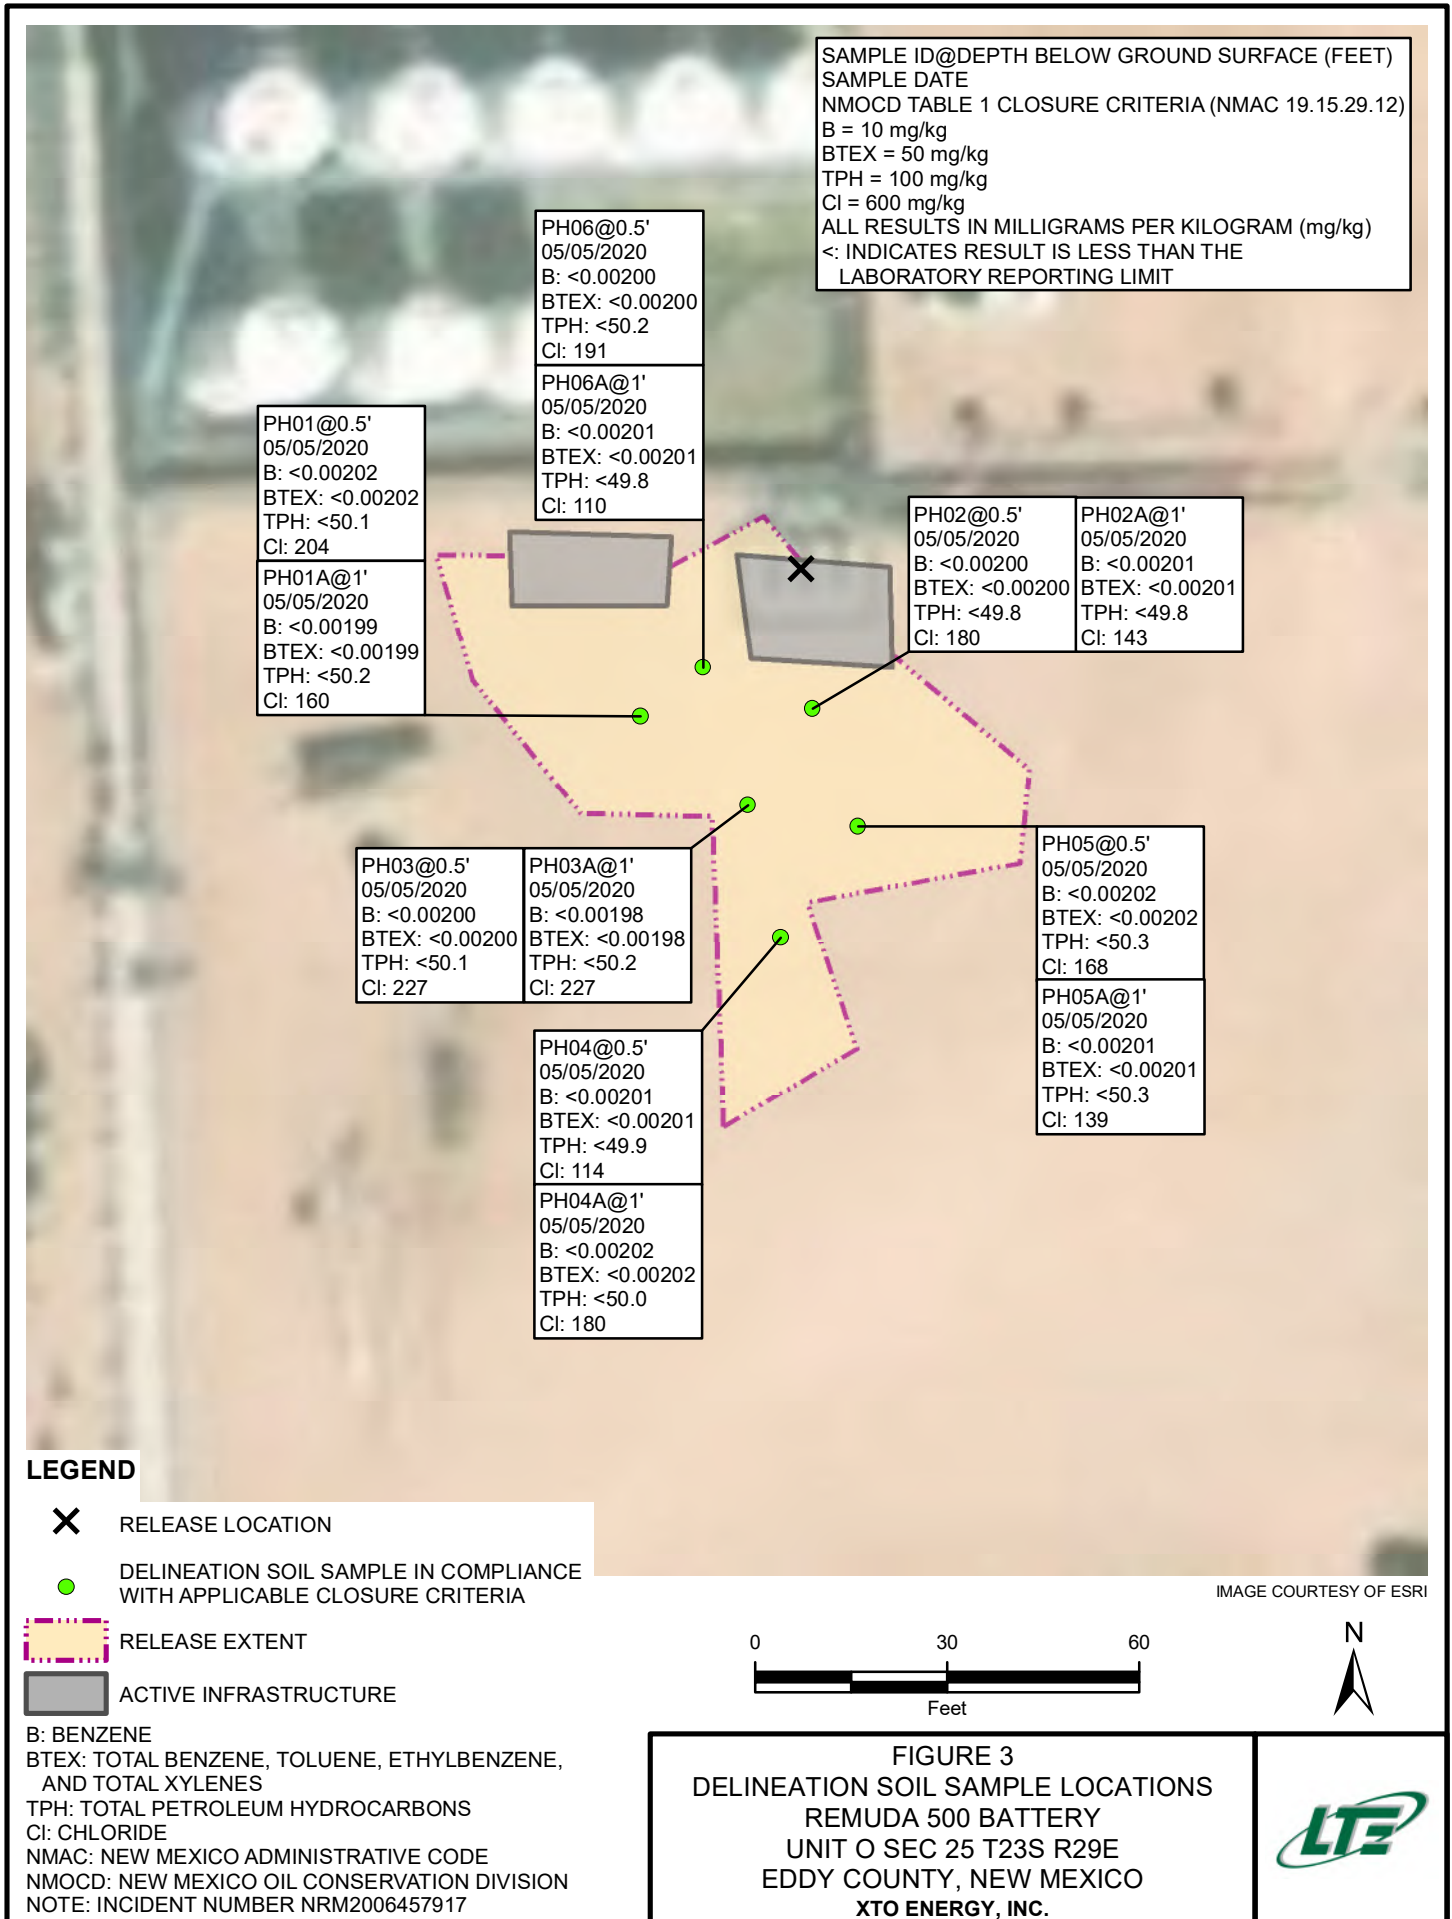 SAMPLE ID@DEPTH BELOW GROUND SURFACE (FEET)
SAMPLE DATE
NMOCD TABLE 1 CLOSURE CRITERIA (NMAC 19.15.29.12)
B = 10 mg/kg
BTEX = 50 mg/kg
TPH = 100 mg/kg
Cl = 600 mg/kg
ALL RESULTS IN MILLIGRAMS PER KILOGRAM (mg/kg)
<: INDICATES RESULT IS LESS THAN THE
LABORATORY REPORTING LIMIT
PH06@0.5'
05/05/2020
B: <0.00200
BTEX: <0.00200
TPH: <50.2
Cl: 191
PH06A@1'
05/05/2020
B: <0.00201
BTEX: <0.00201
TPH: <49.8
Cl: 110
PH01@0.5'
05/05/2020
B: <0.00202
BTEX: <0.00202
TPH: <50.1
Cl: 204
PH01A@1'
05/05/2020
B: <0.00199
BTEX: <0.00199
TPH: <50.2
Cl: 160
PH02@0.5'
05/05/2020
B: <0.00200
BTEX: <0.00200
TPH: <49.8
Cl: 180
PH02A@1'
05/05/2020
B: <0.00201
BTEX: <0.00201
TPH: <49.8
Cl: 143
PH03@0.5'
05/05/2020
B: <0.00200
BTEX: <0.00200
TPH: <50.1
Cl: 227
PH03A@1'
05/05/2020
B: <0.00198
BTEX: <0.00198
TPH: <50.2
Cl: 227
PH05@0.5'
05/05/2020
B: <0.00202
BTEX: <0.00202
TPH: <50.3
Cl: 168
PH05A@1'
05/05/2020
B: <0.00201
BTEX: <0.00201
TPH: <50.3
Cl: 139
PH04@0.5'
05/05/2020
B: <0.00201
BTEX: <0.00201
TPH: <49.9
Cl: 114
PH04A@1'
05/05/2020
B: <0.00202
BTEX: <0.00202
TPH: <50.0
Cl: 180
LEGEND
RELEASE LOCATION
DELINEATION SOIL SAMPLE IN COMPLIANCE
WITH APPLICABLE CLOSURE CRITERIA
RELEASE EXTENT
ACTIVE INFRASTRUCTURE
B: BENZENE
BTEX: TOTAL BENZENE, TOLUENE, ETHYLBENZENE,
AND TOTAL XYLENES
TPH: TOTAL PETROLEUM HYDROCARBONS
Cl: CHLORIDE
NMAC: NEW MEXICO ADMINISTRATIVE CODE
NMOCD: NEW MEXICO OIL CONSERVATION DIVISION
NOTE: INCIDENT NUMBER NRM2006457917
IMAGE COURTESY OF ESRI
0 30 60
Feet
N
FIGURE 3
DELINEATION SOIL SAMPLE LOCATIONS
REMUDA 500 BATTERY
UNIT O SEC 25 T23S R29E
EDDY COUNTY, NEW MEXICO
XTO ENERGY, INC.
LTE